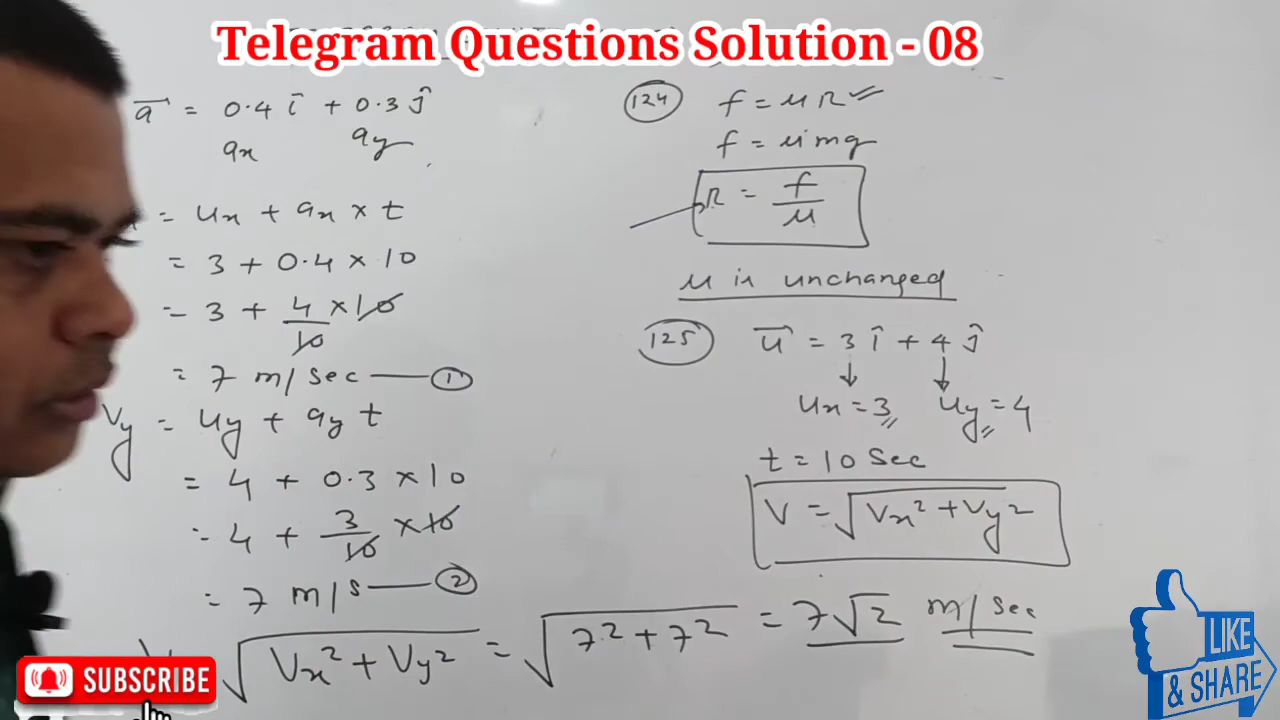 Telegram Questions Solution - 08
a⃗ = 0.4 î + 0.3 ĵ
ax ay
= ux + ax × t
= 3 + 0.4 × 10
= 3 + 4/10 × 10
= 7 m/sec — ①
Vy = uy + ay t
= 4 + 0.3 × 10
= 4 + 3/10 × 10
= 7 m/s — ②
√(Vx² + Vy²) = √(7² + 7²) = 7√2 m/sec
124 f = μR
f = μmg
R = f/μ
μ is unchanged
125 u⃗ = 3 î + 4 ĵ
ux = 3, uy = 4
t = 10 sec
V = √(Vx² + Vy²)
SUBSCRIBE
LIKE
& SHARE